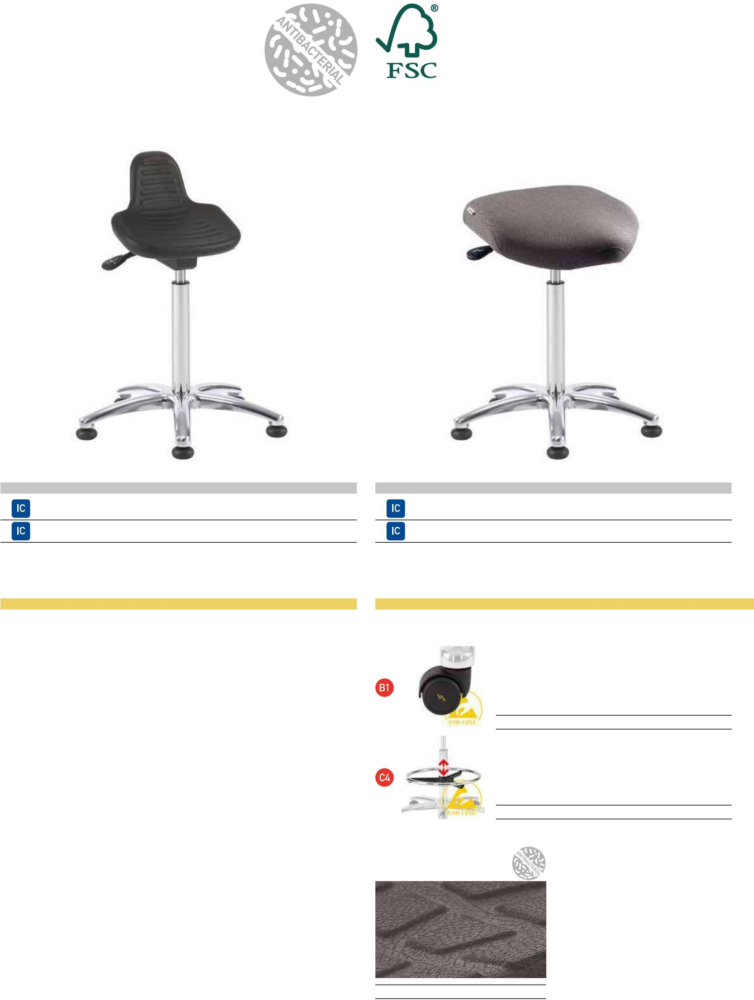 ANTIBACTERIAL
®
FSC
IC
IC
IC
IC
B1
ESD LINE
C4
ESD LINE
ANTIBACTERIAL